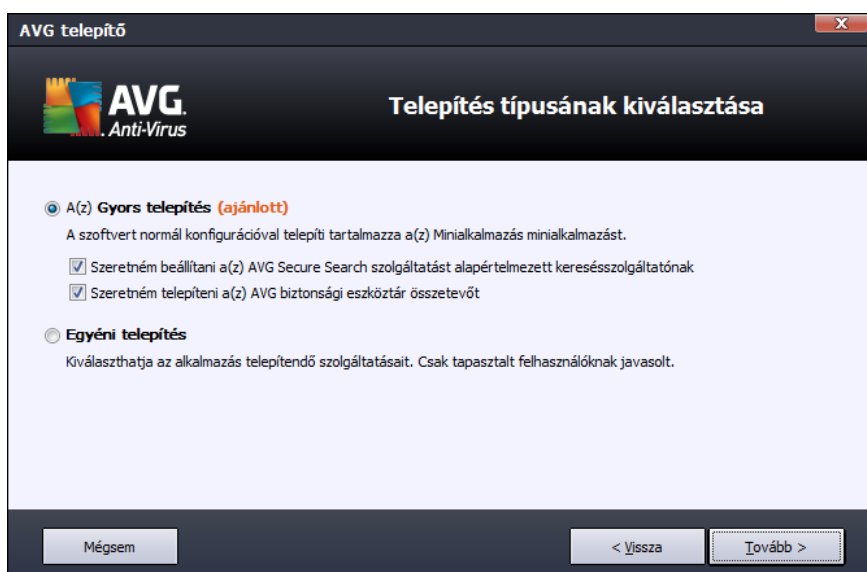 AVG telepítő
X
AVG.
Anti-Virus
Telepítés típusának kiválasztása
A(z) Gyors telepítés (ajánlott)
A szoftvert normál konfigurációval telepíti tartalmazza a(z) Minialkalmazás minialkalmazást.
Szeretném beállítani a(z) AVG Secure Search szolgáltatást alapértelmezett keresésszolgáltatónak
Szeretném telepíteni a(z) AVG biztonsági eszköztár összetevőt
Egyéni telepítés
Kiválaszthatja az alkalmazás telepítendő szolgáltatásait. Csak tapasztalt felhasználóknak javasolt.
Mégsem
< Vissza
Tovább >